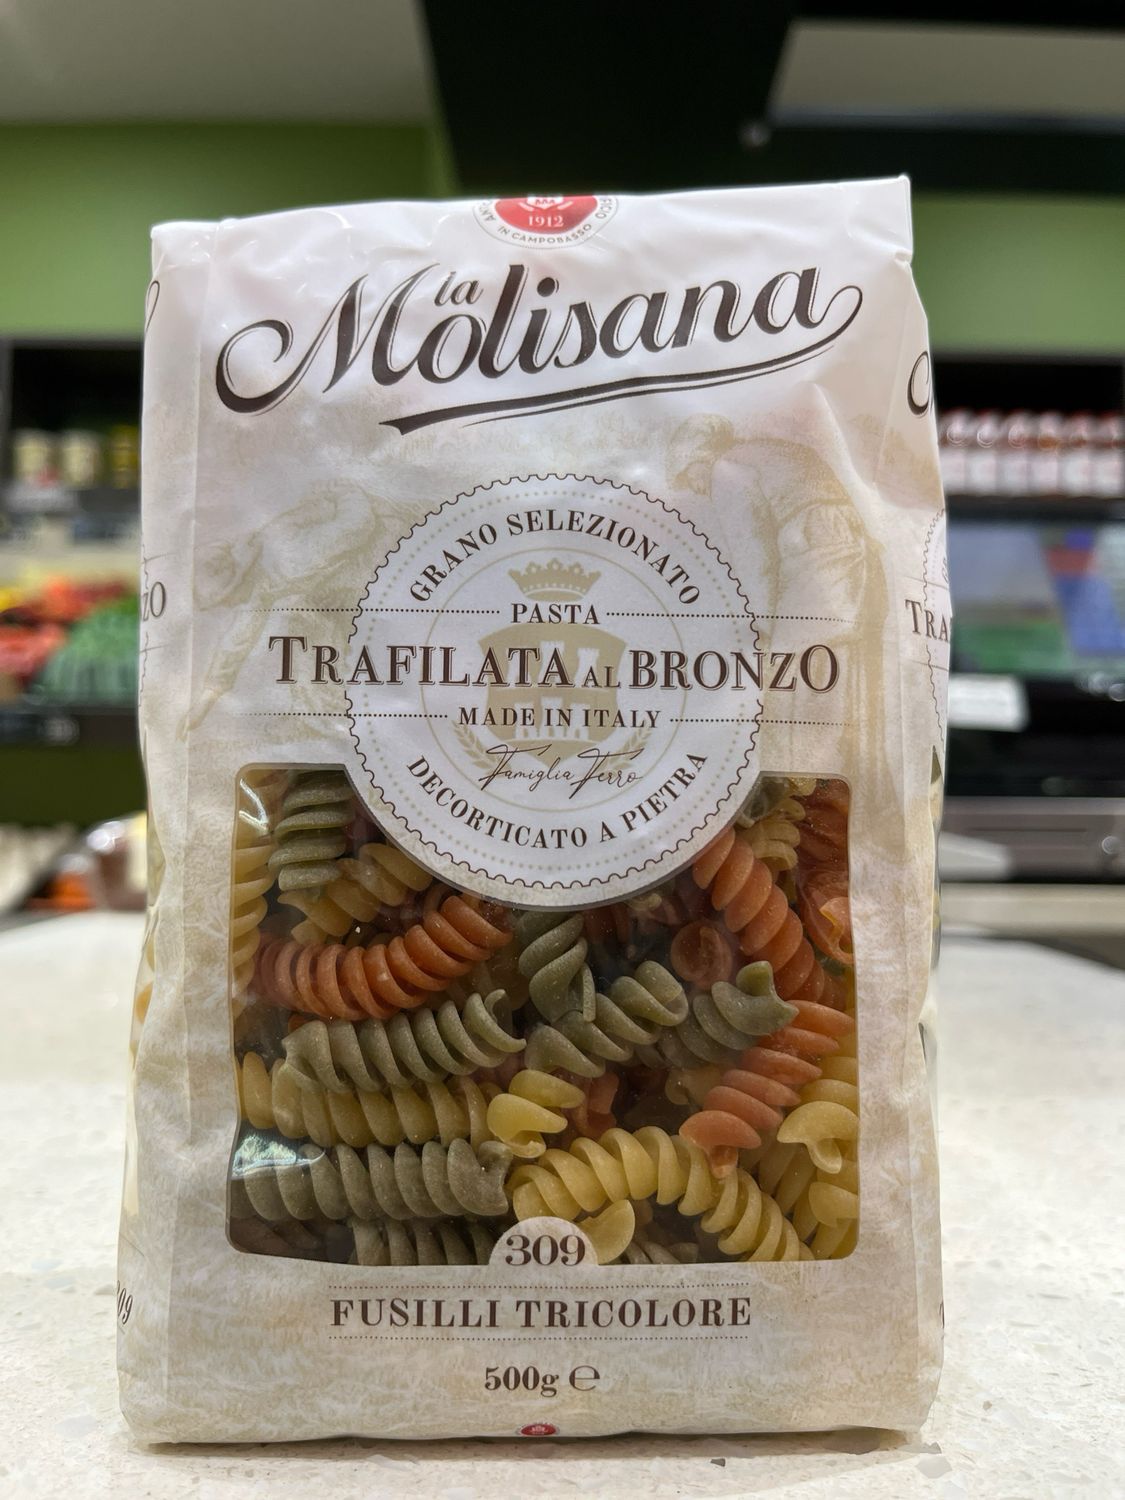 1912
IN CAMPOBASSO
la
Molisana
GRANO SELEZIONATO
PASTA
TRAFILATA AL BRONZO
MADE IN ITALY
Famiglia Ferro
DECORTICATO A PIETRA
309
FUSILLI TRICOLORE
500g ℮